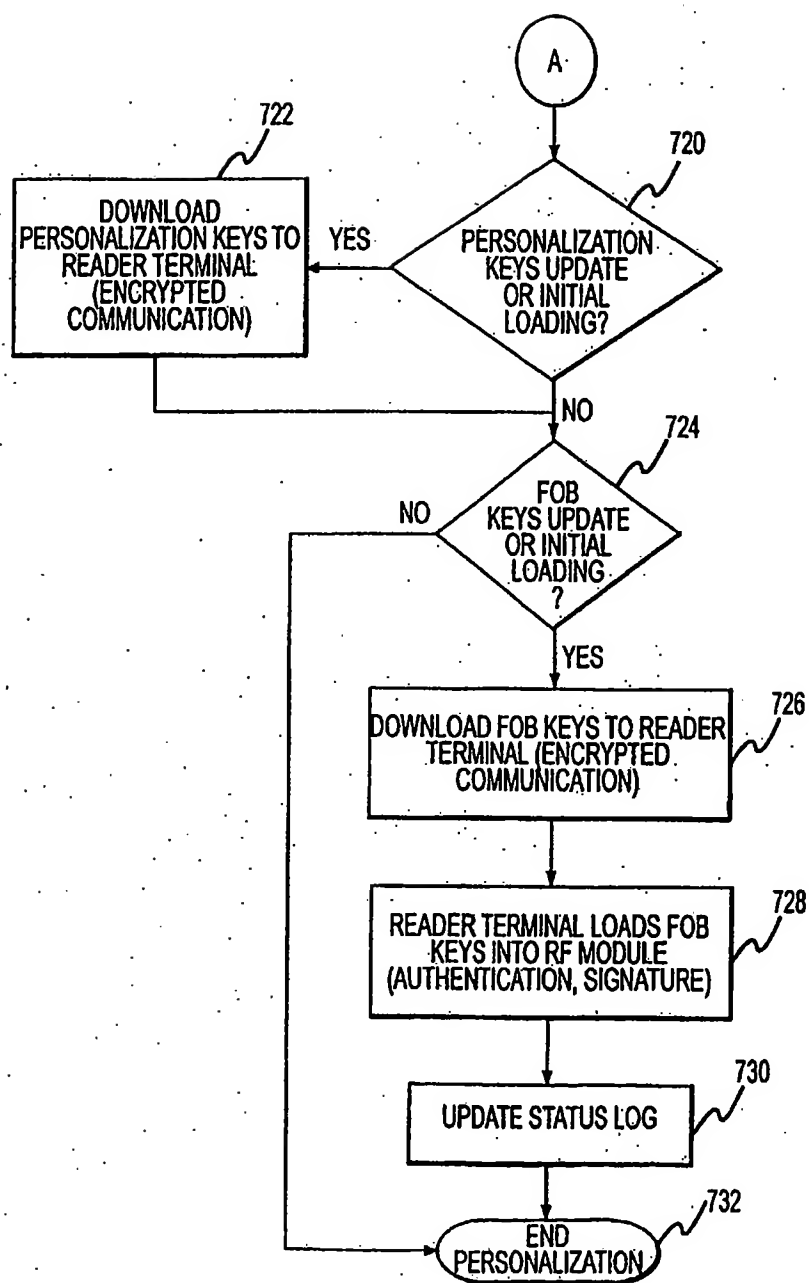 A
722
720
DOWNLOAD
PERSONALIZATION KEYS TO
READER TERMINAL
(ENCRYPTED
COMMUNICATION)
YES
PERSONALIZATION
KEYS UPDATE
OR INITIAL
LOADING?
NO
724
NO
FOB
KEYS UPDATE
OR INITIAL
LOADING
?
YES
726
DOWNLOAD FOB KEYS TO READER
TERMINAL (ENCRYPTED
COMMUNICATION)
728
READER TERMINAL LOADS FOB
KEYS INTO RF MODULE
(AUTHENTICATION, SIGNATURE)
730
UPDATE STATUS LOG
732
END
PERSONALIZATION